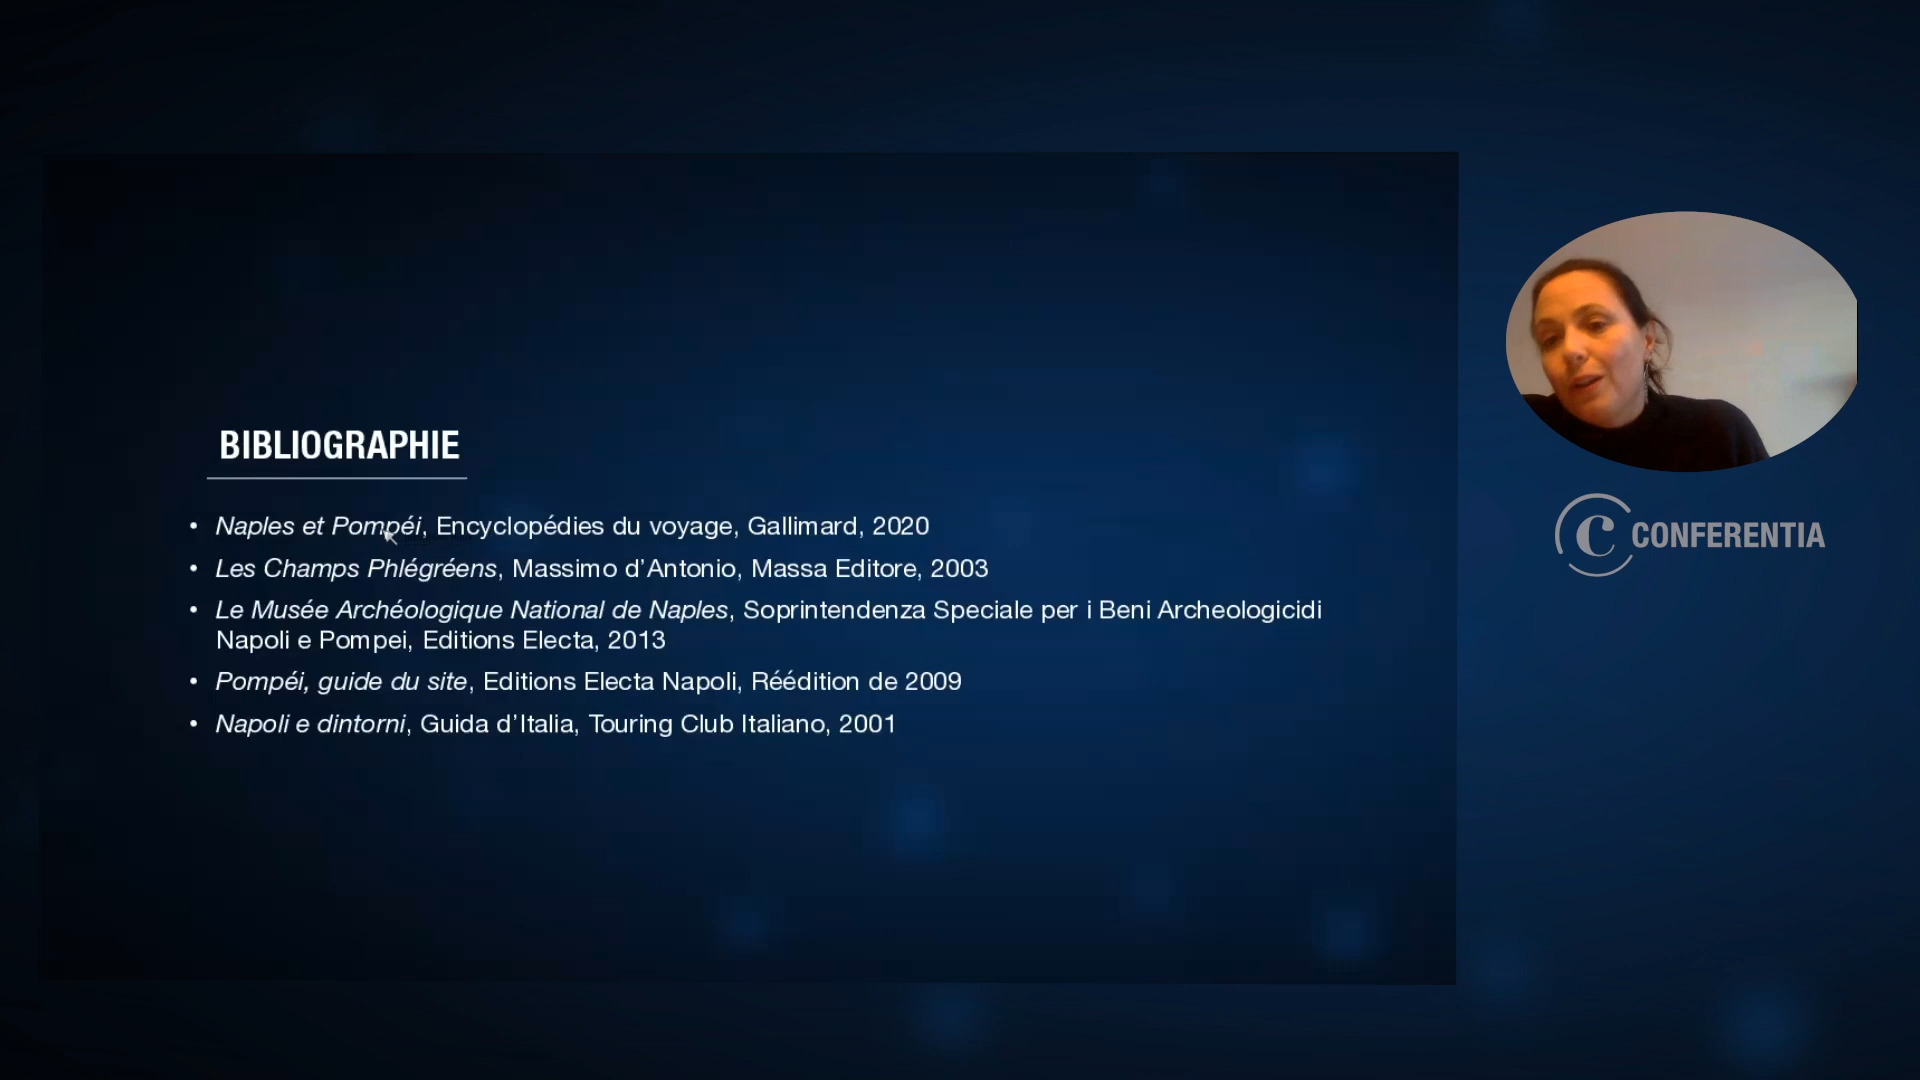 BIBLIOGRAPHIE
• Naples et Pompéi, Encyclopédies du voyage, Gallimard, 2020
• Les Champs Phlégréens, Massimo d’Antonio, Massa Editore, 2003
• Le Musée Archéologique National de Naples, Soprintendenza Speciale per i Beni Archeologicidi
Napoli e Pompei, Editions Electa, 2013
• Pompéi, guide du site, Editions Electa Napoli, Réédition de 2009
• Napoli e dintorni, Guida d’Italia, Touring Club Italiano, 2001
C CONFERENTIA